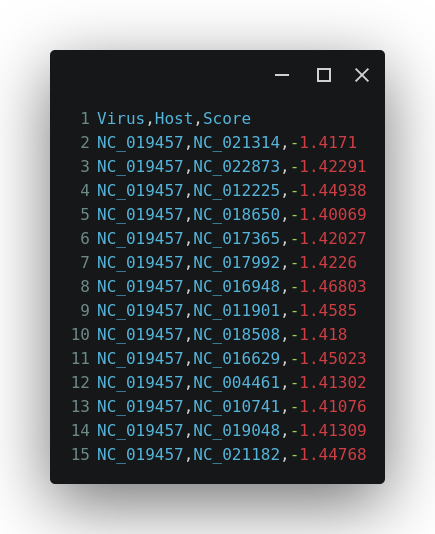 1 Virus,Host,Score
2 NC_019457,NC_021314,-1.4171
3 NC_019457,NC_022873,-1.42291
4 NC_019457,NC_012225,-1.44938
5 NC_019457,NC_018650,-1.40069
6 NC_019457,NC_017365,-1.42027
7 NC_019457,NC_017992,-1.4226
8 NC_019457,NC_016948,-1.46803
9 NC_019457,NC_011901,-1.4585
10 NC_019457,NC_018508,-1.418
11 NC_019457,NC_016629,-1.45023
12 NC_019457,NC_004461,-1.41302
13 NC_019457,NC_010741,-1.41076
14 NC_019457,NC_019048,-1.41309
15 NC_019457,NC_021182,-1.44768